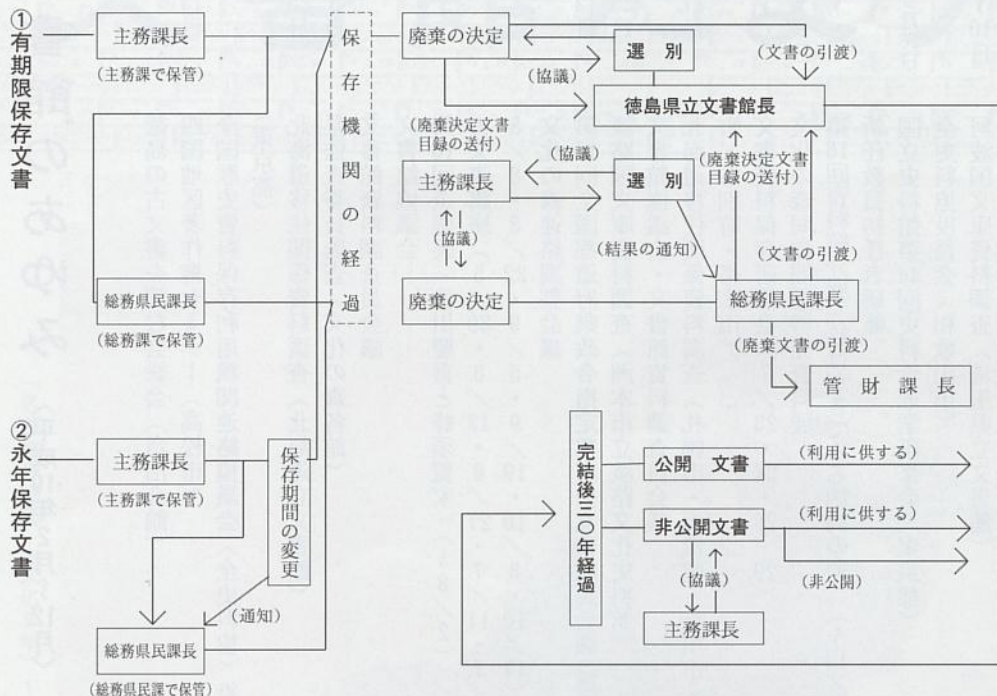 ①有期限保存文書
主務課長
(主務課で保管)
総務県民課長
(総務課で保管)
保存機関の経過
廃棄の決定
(協議)
選別
(文書の引渡)
徳島県立文書館長
(廃棄決定文書
目録の送付)
主務課長
(協議)
選別
(廃棄決定文書
目録の送付)
(協議)
(結果の通知)
(文書の引渡)
廃棄の決定
総務県民課長
(廃棄文書の引渡)
管財課長
②永年保存文書
主務課長
(主務課で保管)
保存期間の変更
(通知)
総務県民課長
(総務県民課で保管)
完結後三〇年経過
公開 文書
(利用に供する)
非公開文書
(利用に供する)
(非公開)
(協議)
主務課長